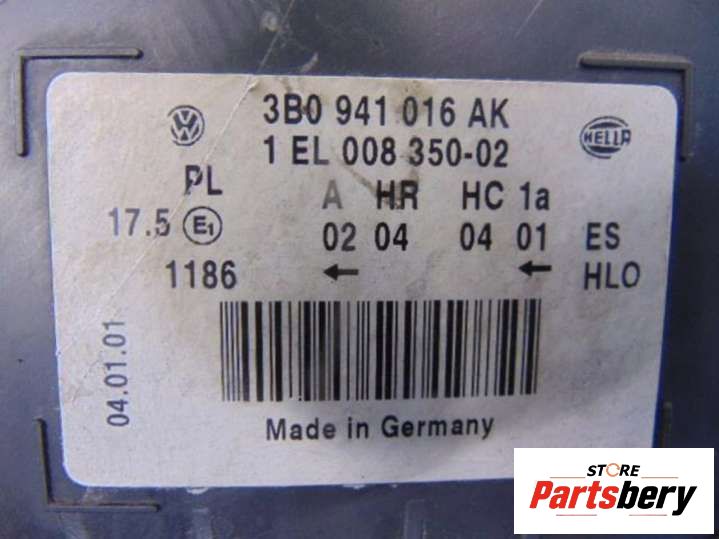 VW
3B0 941 016 AK
1 EL 008 350-02
HELLA
PL A HR HC 1a
17.5 E1 02 04 04 01 ES
1186 ← ← HLO
04.01.01
Made in Germany
STORE
Partsbery